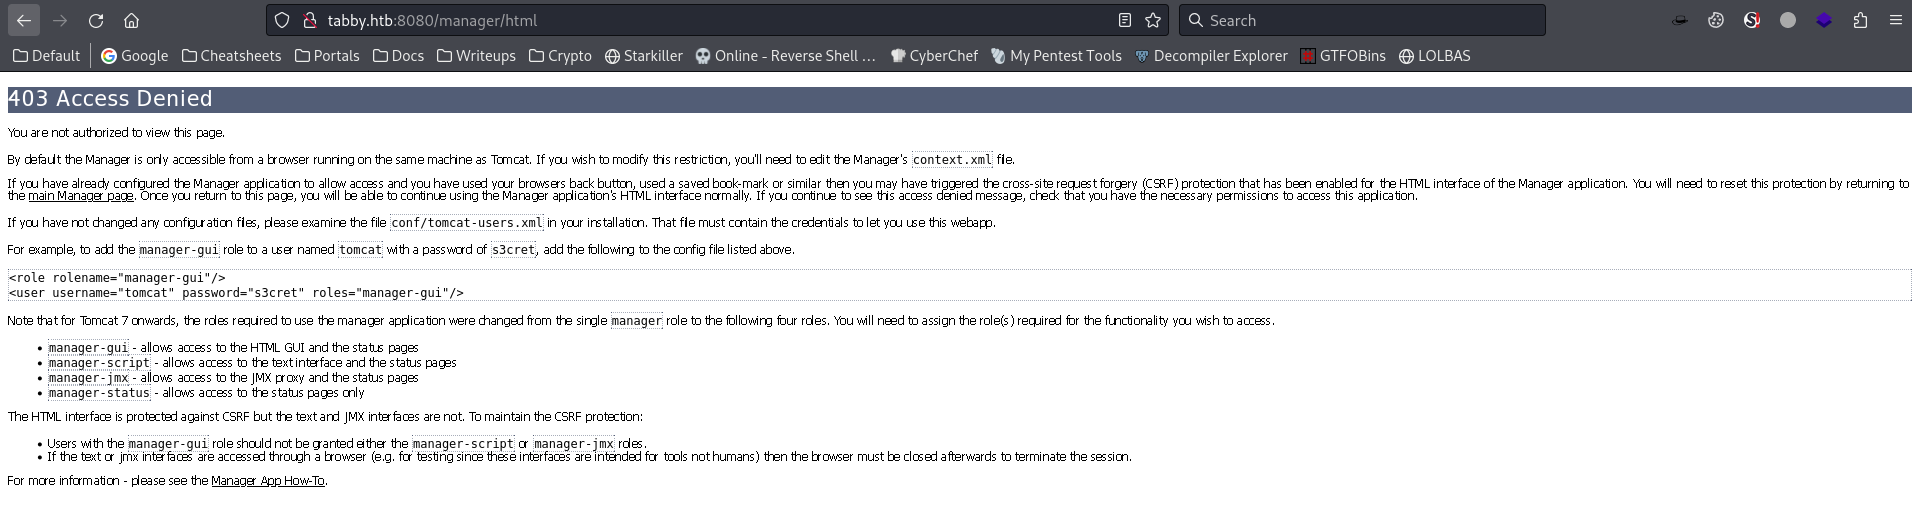 tabby.htb:8080/manager/html
Search
Default Google Cheatsheets Portals Docs Writeups Crypto Starkiller Online - Reverse Shell ... CyberChef My Pentest Tools Decompiler Explorer GTFOBins LOLBAS
403 Access Denied
You are not authorized to view this page.
By default the Manager is only accessible from a browser running on the same machine as Tomcat. If you wish to modify this restriction, you'll need to edit the Manager's context.xml file.
If you have already configured the Manager application to allow access and you have used your browsers back button, used a saved book-mark or similar then you may have triggered the cross-site request forgery (CSRF) protection that has been enabled for the HTML interface of the Manager application. You will need to reset this protection by returning to
the main Manager page. Once you return to this page, you will be able to continue using the Manager application's HTML interface normally. If you continue to see this access denied message, check that you have the necessary permissions to access this application.
If you have not changed any configuration files, please examine the file conf/tomcat-users.xml in your installation. That file must contain the credentials to let you use this webapp.
For example, to add the manager-gui role to a user named tomcat with a password of s3cret, add the following to the config file listed above.
<role rolename="manager-gui"/>
<user username="tomcat" password="s3cret" roles="manager-gui"/>
Note that for Tomcat 7 onwards, the roles required to use the manager application were changed from the single manager role to the following four roles. You will need to assign the role(s) required for the functionality you wish to access.
• manager-gui - allows access to the HTML GUI and the status pages
• manager-script - allows access to the text interface and the status pages
• manager-jmx - allows access to the JMX proxy and the status pages
• manager-status - allows access to the status pages only
The HTML interface is protected against CSRF but the text and JMX interfaces are not. To maintain the CSRF protection:
• Users with the manager-gui role should not be granted either the manager-script or manager-jmx roles.
• If the text or jmx interfaces are accessed through a browser (e.g. for testing since these interfaces are intended for tools not humans) then the browser must be closed afterwards to terminate the session.
For more information - please see the Manager App How-To.